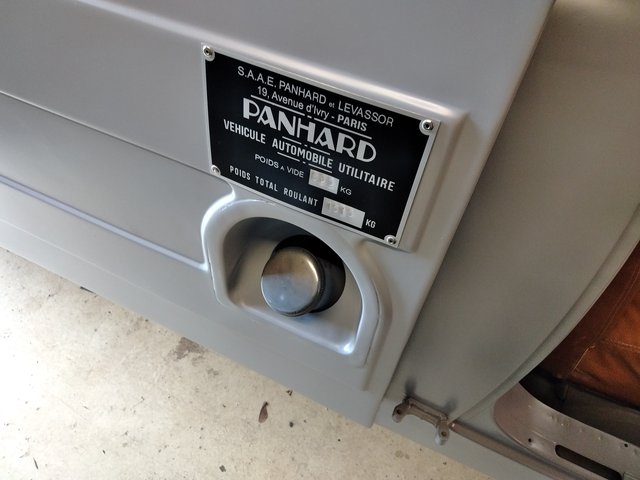 S.A.A.E. PANHARD et LEVASSOR
19, Avenue d'Ivry - PARIS
PANHARD
VEHICULE AUTOMOBILE UTILITAIRE
POIDS A VIDE KG
POIDS TOTAL ROULANT KG